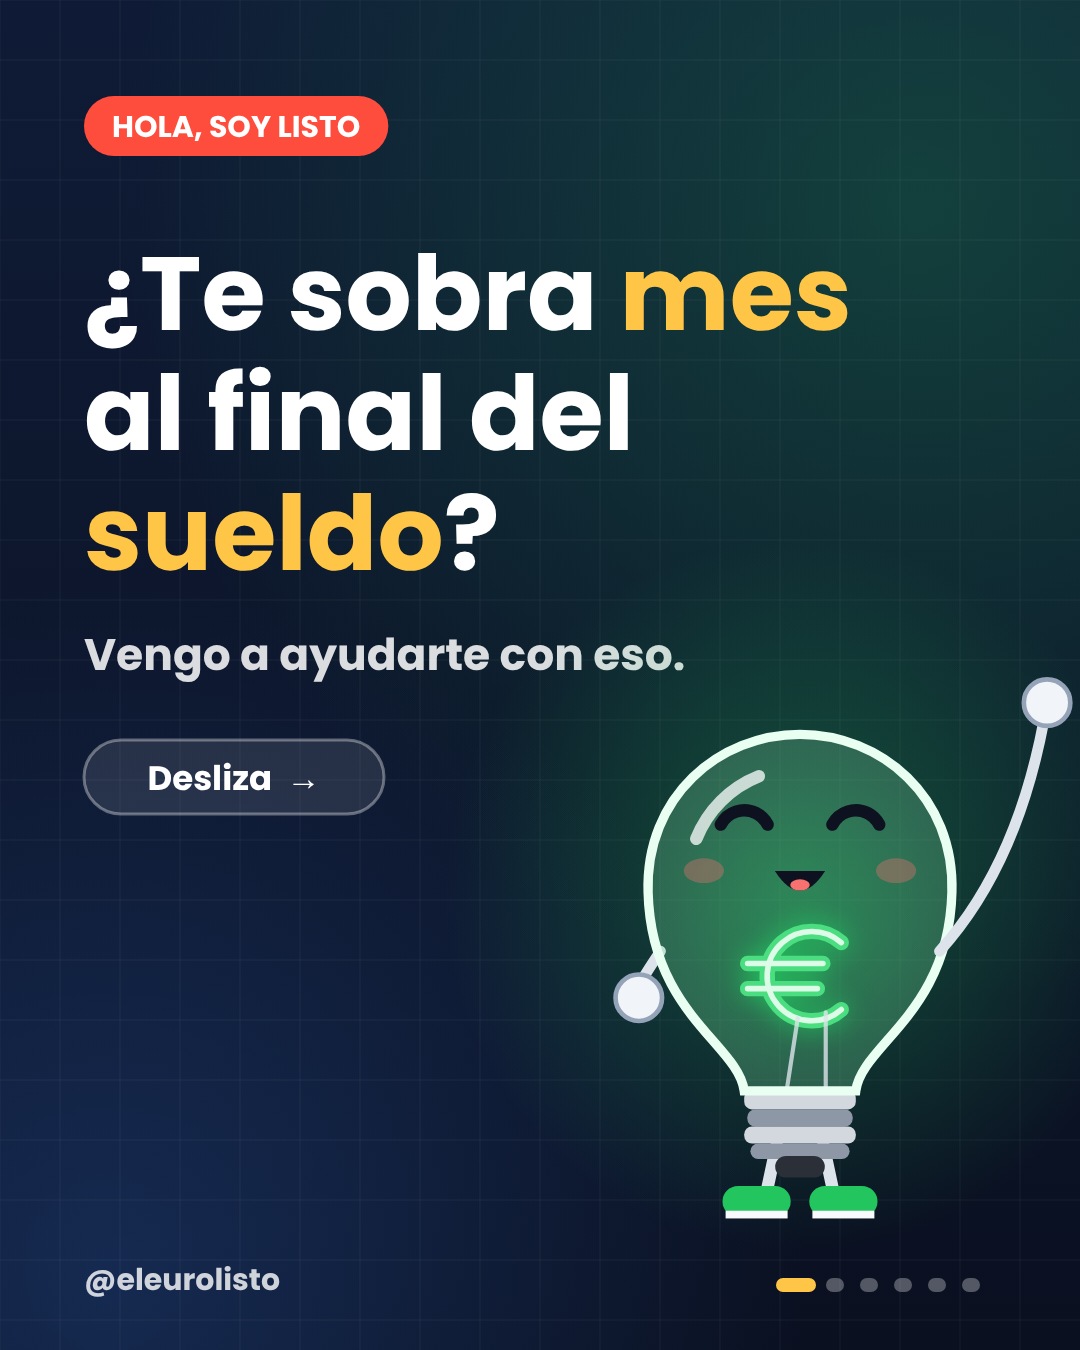 HOLA, SOY LISTO
¿Te sobra mes
al final del
sueldo?
Vengo a ayudarte con eso.
Desliza →
€
@eleurolisto